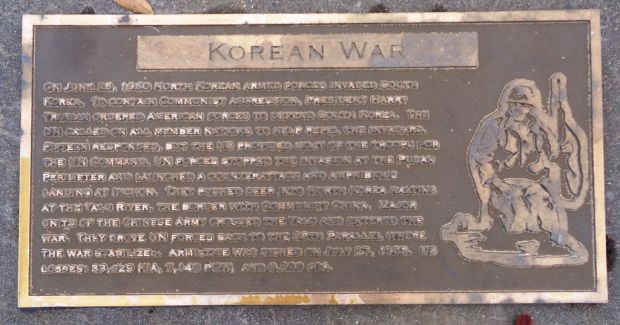 KOREAN WAR
ON JUNE 25, 1950 NORTH KOREAN ARMED FORCES INVADED SOUTH
KOREA. TO CONTAIN COMMUNIST AGGRESSION, PRESIDENT HARRY
TRUMAN ORDERED AMERICAN FORCES TO DEFEND SOUTH KOREA. THE
UN CALLED ON ALL MEMBER NATIONS TO HELP REPEL THE INVADERS.
FIFTEEN RESPONDED, BUT THE US PROVIDED MOST OF THE TROOPS FOR
THE UN COMMAND. UN FORCES STOPPED THE INVASION AT THE PUSAN
PERIMETER AND LAUNCHED A COUNTERATTACK AND AMPHIBIOUS
LANDING AT INCHON. THEY PUSHED DEEP INTO NORTH KOREA, HALTING
AT THE YALU RIVER, THE BORDER WITH COMMUNIST CHINA. MAJOR
UNITS OF THE CHINESE ARMY CROSSED THE YALU AND ENTERED THE
WAR. THEY DROVE UN FORCES BACK TO THE 38TH PARALLEL WHERE
THE WAR STABILIZED. ARMISTICE WAS SIGNED ON JULY 27, 1953. US
LOSSES: KIA, 7,140 POW, AND MIA.